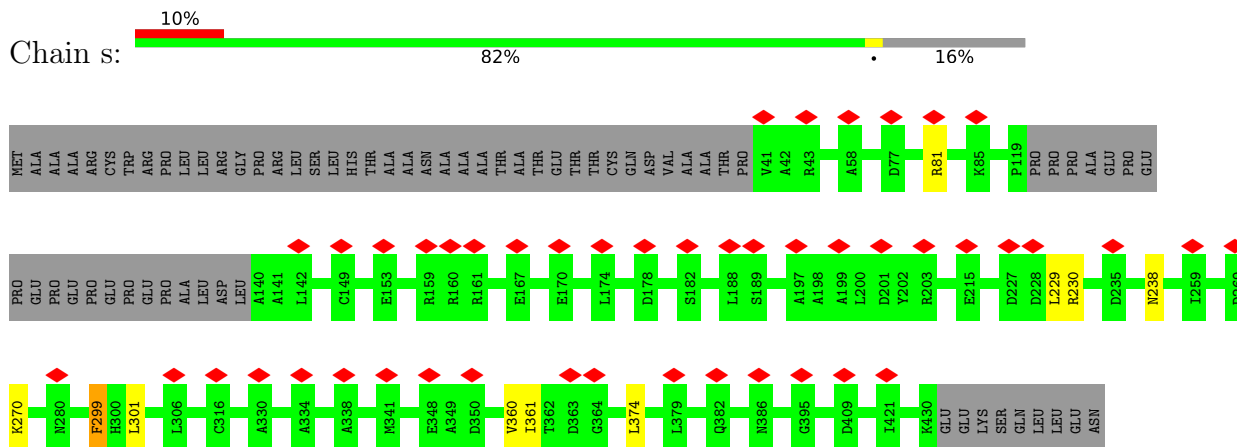 10%
Chain s:
82%
•
16%
MET ALA ALA ALA ARG CYS TRP ARG PRO LEU LEU ARG GLY PRO ARG LEU SER LEU HIS THR ALA ALA ASN ALA ALA ALA THR ALA THR GLU THR THR CYS GLN ASP VAL ALA ALA THR PRO V41 A42 R43 A58 D77 R81 K85 P119 PRO PRO PRO ALA GLU PRO GLU
PRO GLU PRO GLU PRO GLU PRO GLU PRO ALA LEU ASP LEU A140 A141 L142 C149 E153 R159 R160 R161 E167 E170 L174 D178 S182 L188 S189 A197 A198 A199 L200 D201 Y202 R203 E215 D227 D228 L229 R230 D235 N238 I259
K270 N280 F299 H300 L301 L306 C316 A330 A334 A338 M341 E348 A349 D350 V360 I361 T362 D363 G364 L374 L379 Q382 N386 G395 D409 I421 K430 GLU GLU LYS SER GLN LEU LEU GLU ASN